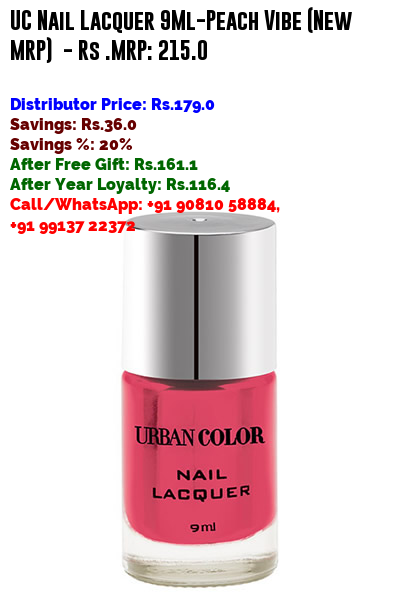 UC Nail Lacquer 9Ml-Peach Vibe (New
MRP) - Rs .MRP: 215.0
Distributor Price: Rs.179.0
Savings: Rs.36.0
Savings %: 20%
After Free Gift: Rs.161.1
After Year Loyalty: Rs.116.4
Call/WhatsApp: +91 90810 58884,
+91 99137 22372
URBAN COLOR
NAIL
LACQUER
9ml